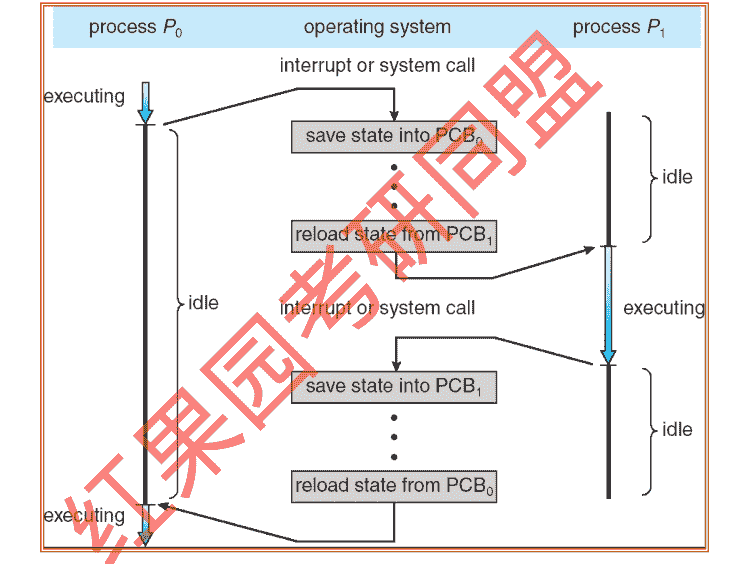 process P0
operating system
process P1
interrupt or system call
executing
save state into PCB0
idle
reload state from PCB1
idle
interrupt or system call
executing
save state into PCB1
idle
reload state from PCB0
executing
红果园考研同盟